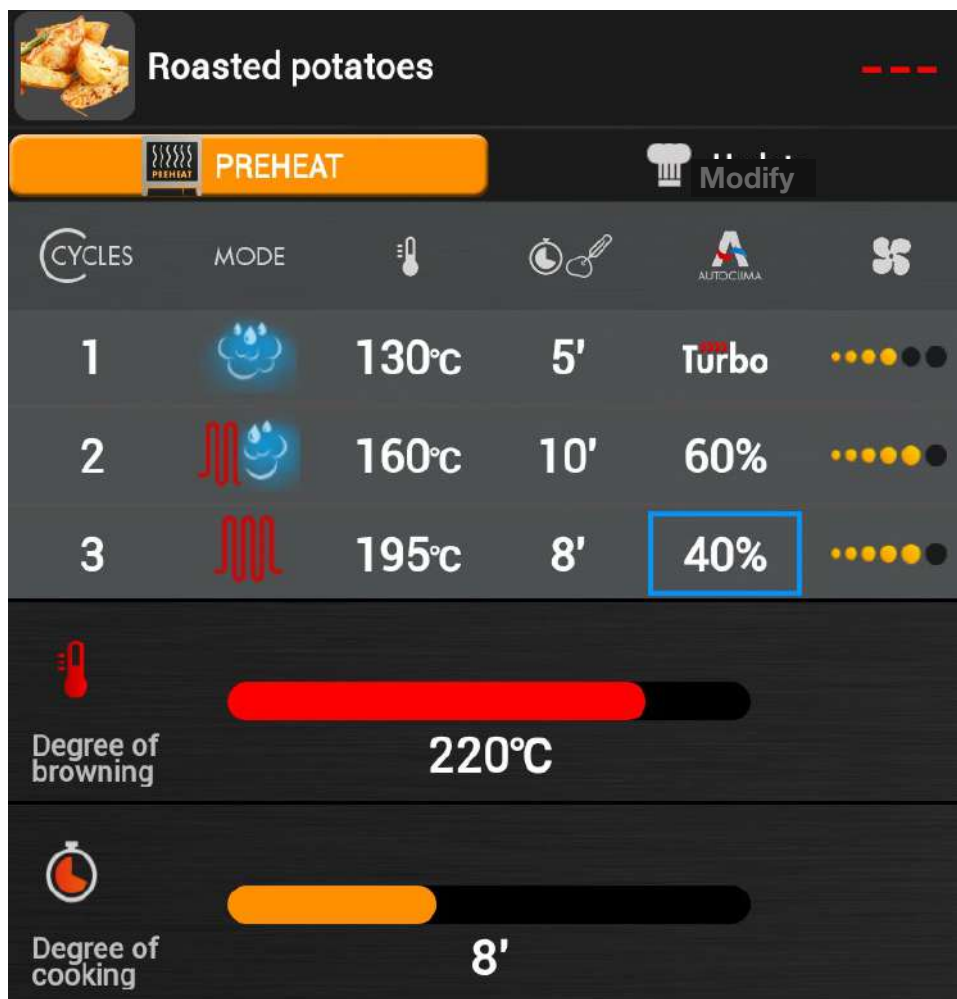 Roasted potatoes ---
PREHEAT PREHEAT Modify
CYCLES MODE AUTOCLIMA
1 130°C 5' Turbo
2 160°C 10' 60%
3 195°C 8' 40%
Degree of
browning
220°C
Degree of
cooking
8'